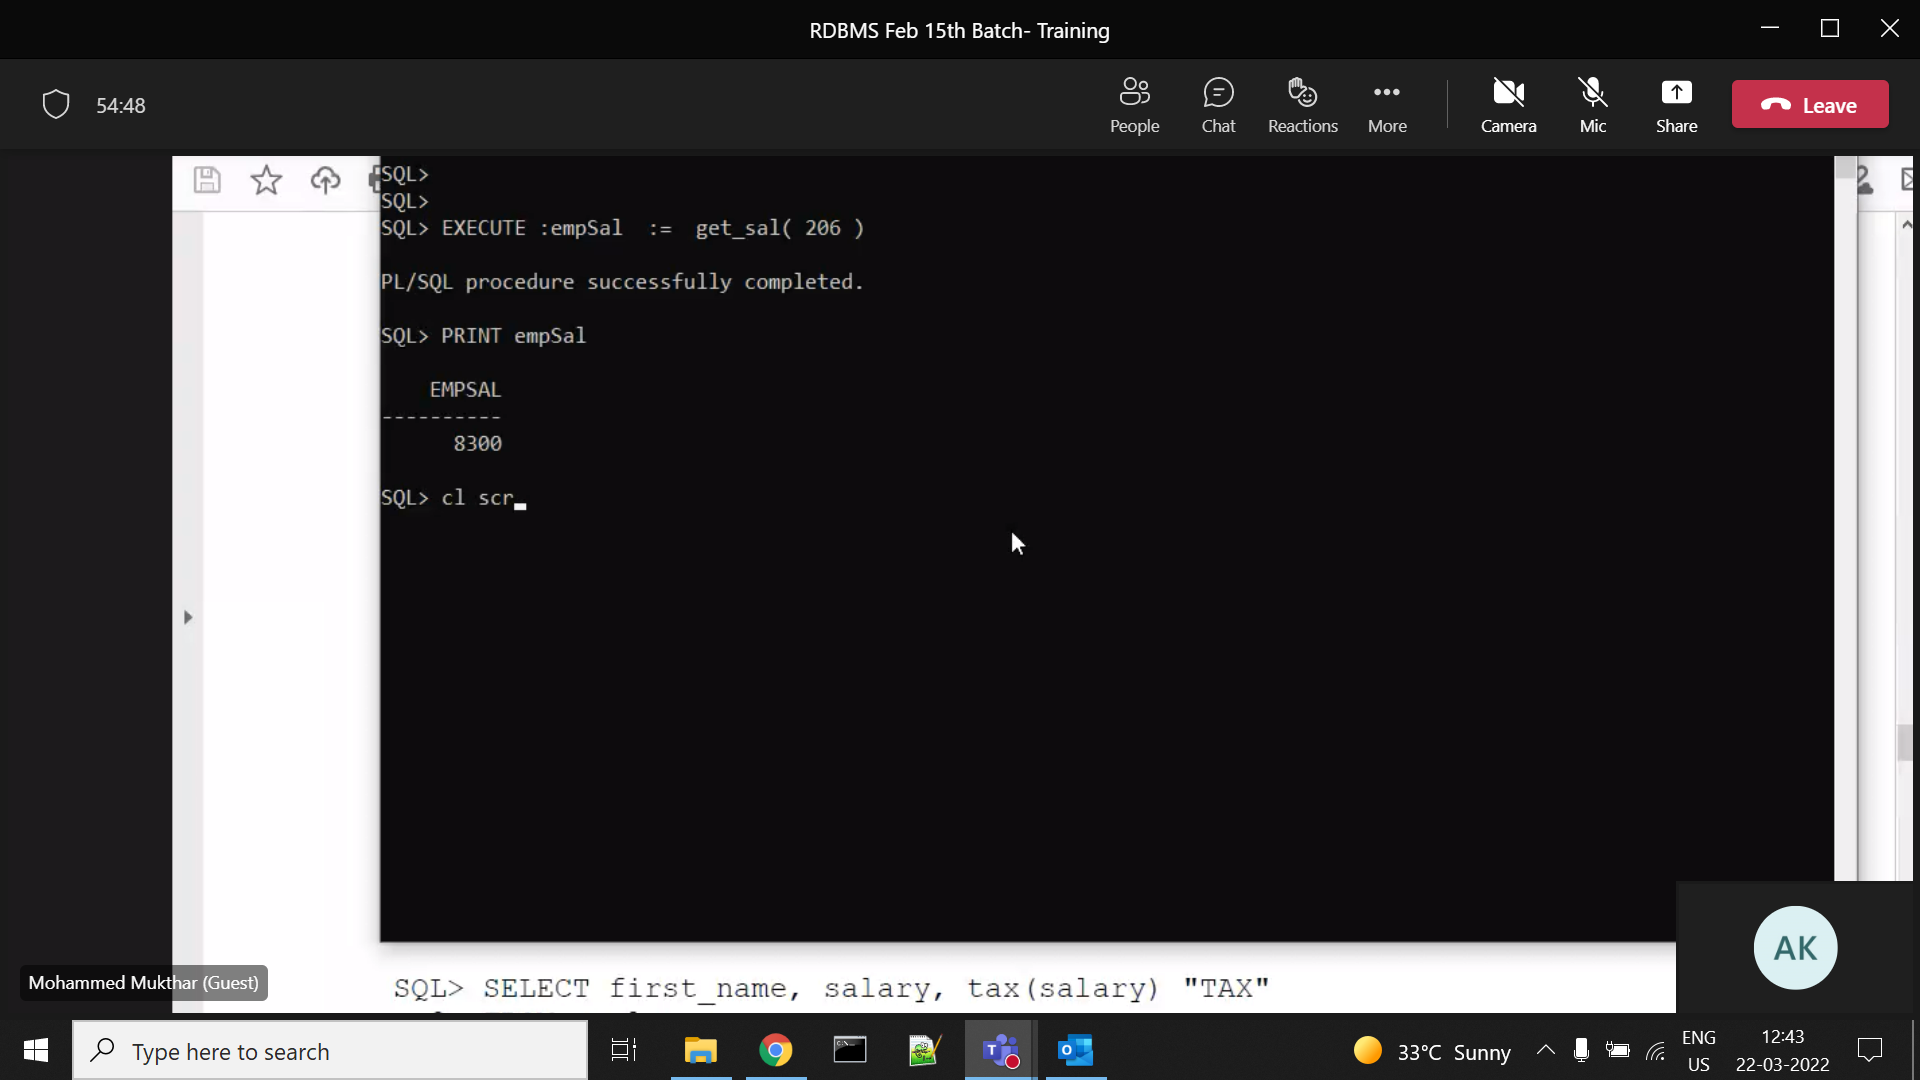 RDBMS Feb 15th Batch- Training
54:48
People
Chat
Reactions
More
Camera
Mic
Share
Leave
SQL>
SQL>
SQL> EXECUTE :empSal := get_sal( 206 )
PL/SQL procedure successfully completed.
SQL> PRINT empSal
EMPSAL
----------
8300
SQL> cl scr_
AK
Mohammed Mukthar (Guest)
SQL> SELECT first_name, salary, tax(salary) "TAX"
Type here to search
33°C Sunny
ENG
US
12:43
22-03-2022